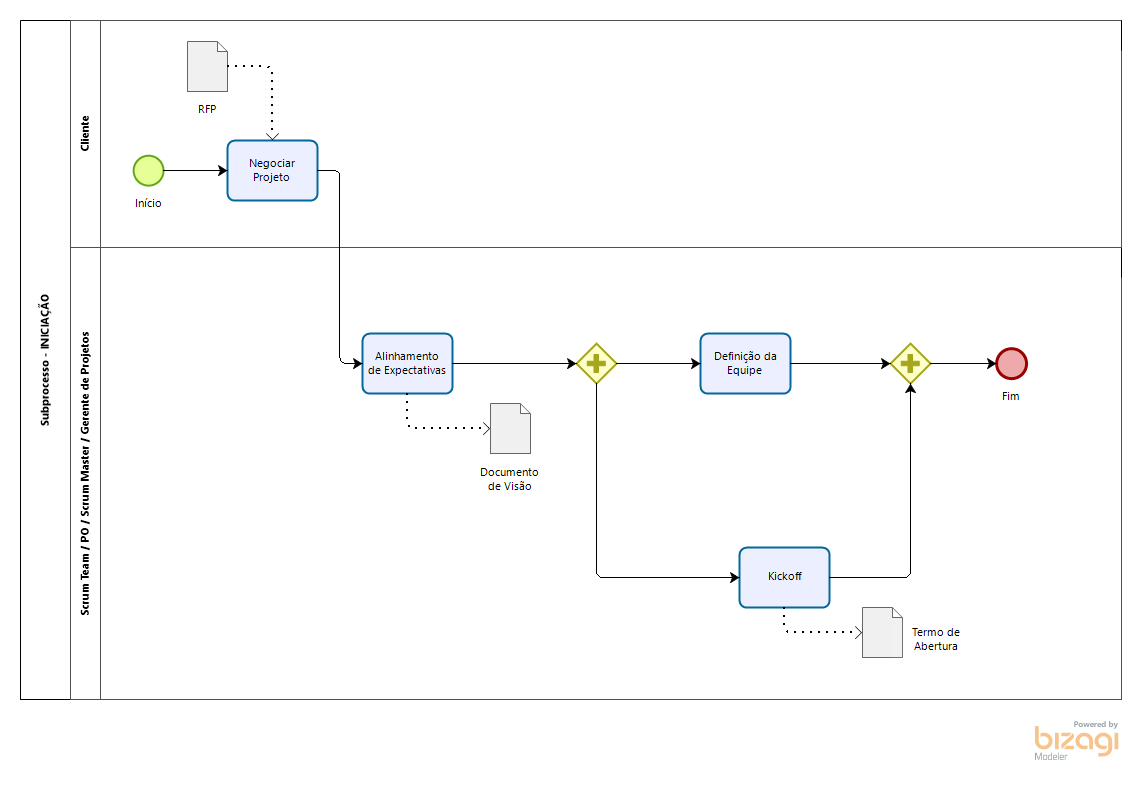 Subprocesso - INICIAÇÃO
Cliente
RFP
Início
Negociar
Projeto
Scrum Team / PO / Scrum Master / Gerente de Projetos
Alinhamento
de Expectativas
Documento
de Visão
Definição da
Equipe
Fim
Kickoff
Termo de
Abertura
Powered by
bizagi
Modeler